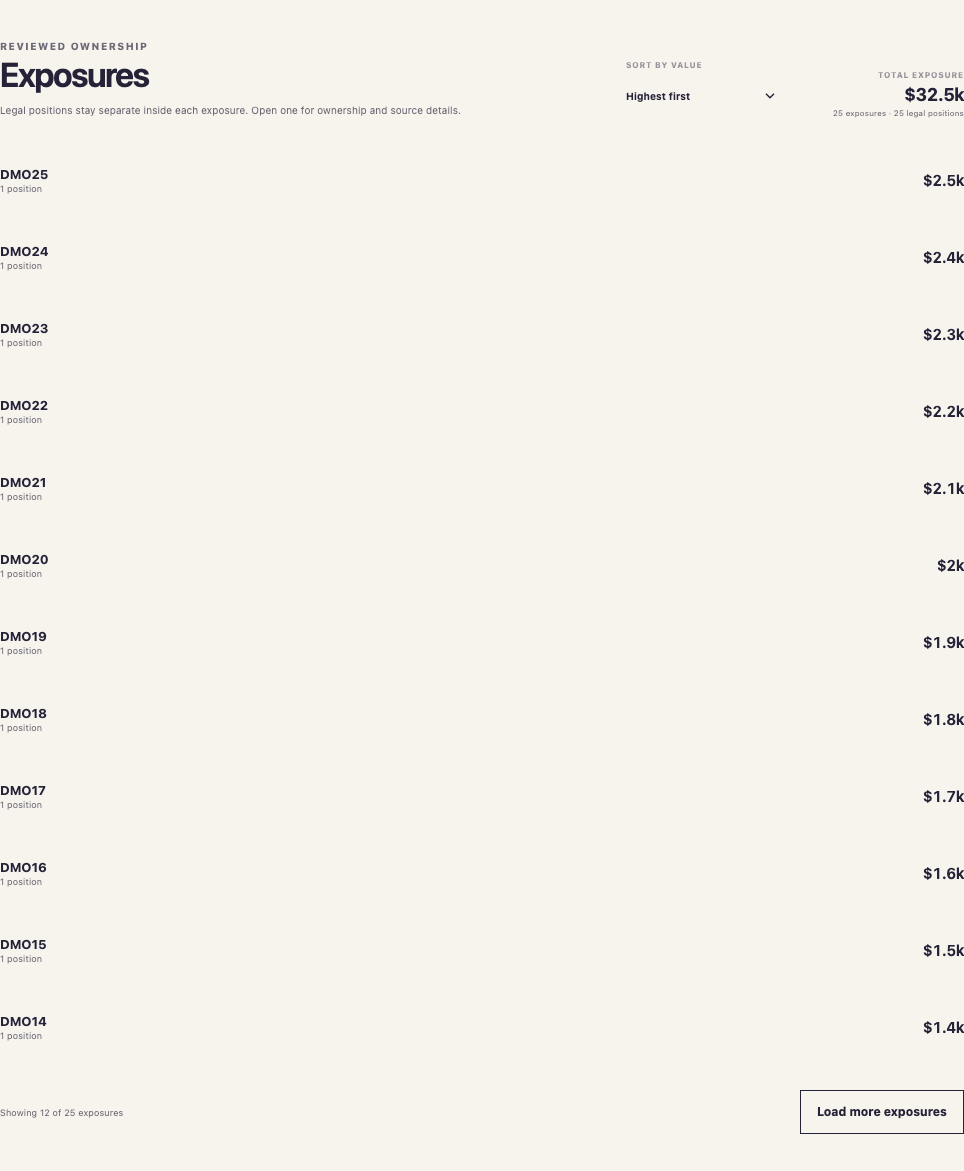 REVIEWED OWNERSHIP
Exposures
Legal positions stay separate inside each exposure. Open one for ownership and source details.
SORT BY VALUE
Highest first
TOTAL EXPOSURE
$32.5k
25 exposures · 25 legal positions
DMO25
1 position
$2.5k
DMO24
1 position
$2.4k
DMO23
1 position
$2.3k
DMO22
1 position
$2.2k
DMO21
1 position
$2.1k
DMO20
1 position
$2k
DMO19
1 position
$1.9k
DMO18
1 position
$1.8k
DMO17
1 position
$1.7k
DMO16
1 position
$1.6k
DMO15
1 position
$1.5k
DMO14
1 position
$1.4k
Showing 12 of 25 exposures
Load more exposures